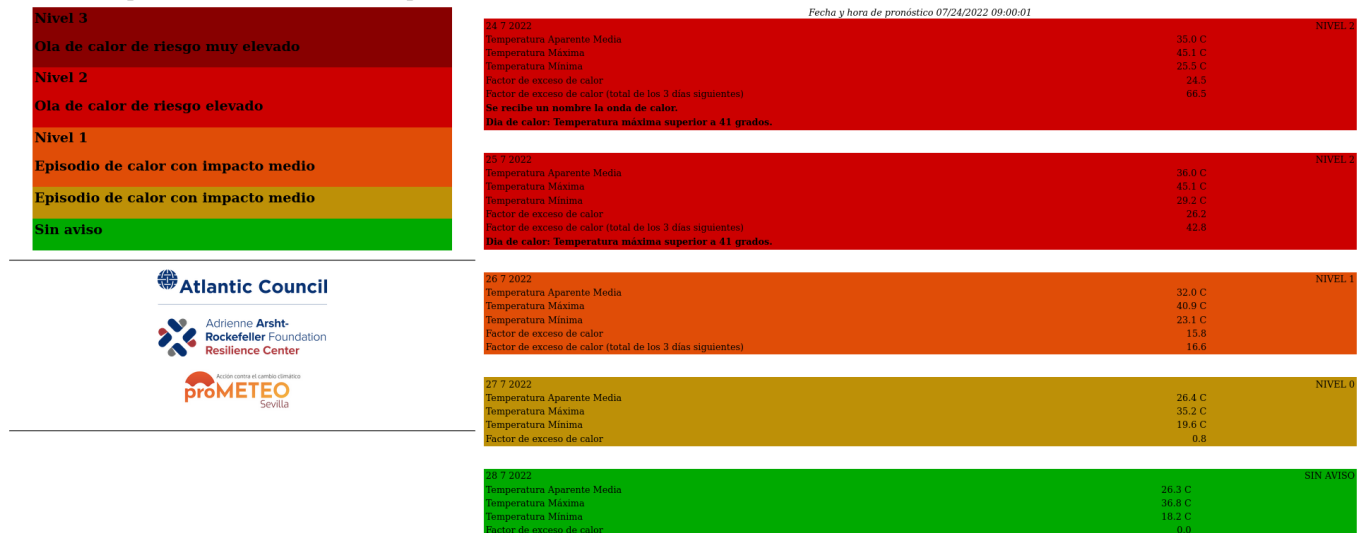 Nivel 3
Ola de calor de riesgo muy elevado
Nivel 2
Ola de calor de riesgo elevado
Nivel 1
Episodio de calor con impacto medio
Episodio de calor con impacto medio
Sin aviso
Atlantic Council
Adrienne Arsht-
Rockefeller Foundation
Resilience Center
Acción contra el cambio climático
proMETEO
Sevilla
Fecha y hora de pronóstico 07/24/2022 09:00:01
24 7 2022 NIVEL 2
Temperatura Aparente Media 35.0 C
Temperatura Máxima 45.1 C
Temperatura Mínima 25.5 C
Factor de exceso de calor 24.5
Factor de exceso de calor (total de los 3 días siguientes) 66.5
Se recibe un nombre la onda de calor.
Día de calor: Temperatura máxima superior a 41 grados.
25 7 2022 NIVEL 2
Temperatura Aparente Media 36.0 C
Temperatura Máxima 45.1 C
Temperatura Mínima 29.2 C
Factor de exceso de calor 26.2
Factor de exceso de calor (total de los 3 días siguientes) 42.8
Día de calor: Temperatura máxima superior a 41 grados.
26 7 2022 NIVEL 1
Temperatura Aparente Media 32.0 C
Temperatura Máxima 40.9 C
Temperatura Mínima 23.1 C
Factor de exceso de calor 15.8
Factor de exceso de calor (total de los 3 días siguientes) 16.6
27 7 2022 NIVEL 0
Temperatura Aparente Media 26.4 C
Temperatura Máxima 35.2 C
Temperatura Mínima 19.6 C
Factor de exceso de calor 0.8
28 7 2022 SIN AVISO
Temperatura Aparente Media 26.3 C
Temperatura Máxima 36.8 C
Temperatura Mínima 18.2 C
Factor de exceso de calor 0.0